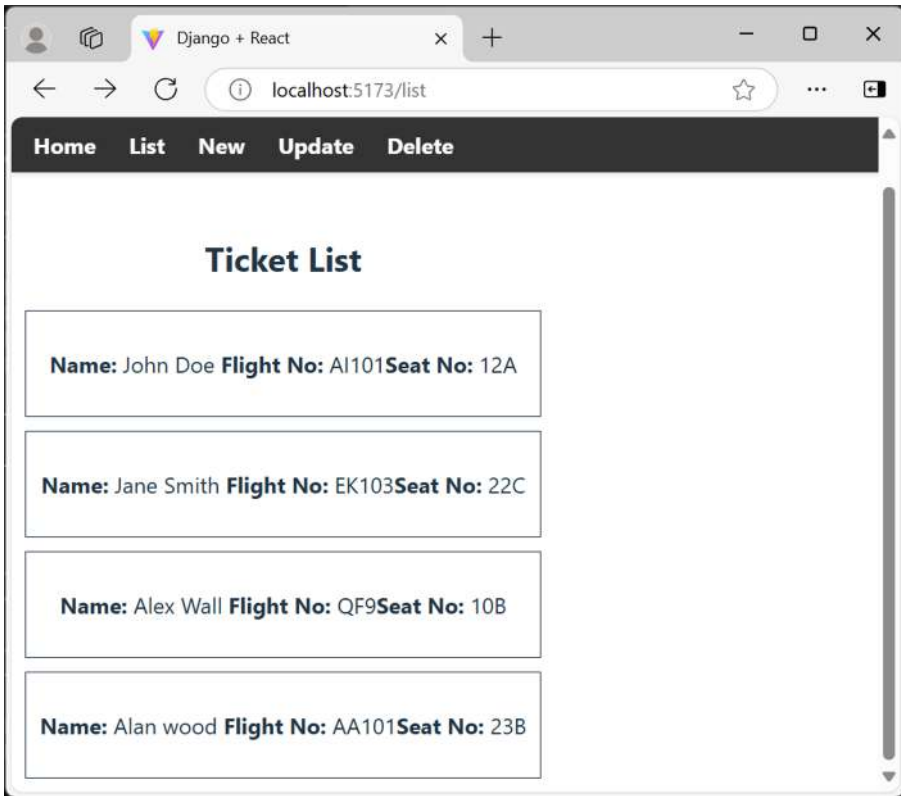 Django + React
localhost:5173/list
Home List New Update Delete
Ticket List
Name: John Doe Flight No: AI101Seat No: 12A
Name: Jane Smith Flight No: EK103Seat No: 22C
Name: Alex Wall Flight No: QF9Seat No: 10B
Name: Alan wood Flight No: AA101Seat No: 23B